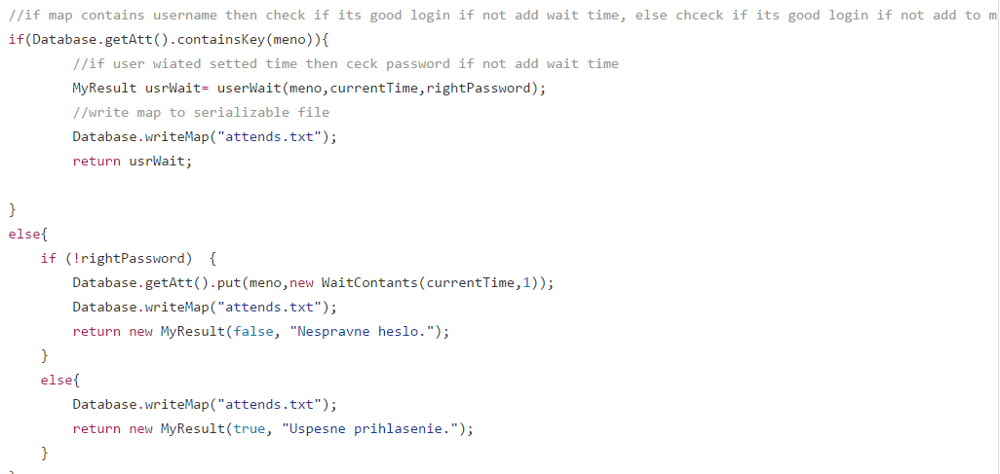 //if map contains username then check if its good login if not add wait time, else chceck if its good login if not add to m
if(Database.getAtt().containsKey(meno)){
//if user wiated setted time then ceck password if not add wait time
MyResult usrWait= userWait(meno,currentTime,rightPassword);
//write map to serializable file
Database.writeMap("attends.txt");
return usrWait;
}
else{
if (!rightPassword)  {
Database.getAtt().put(meno,new WaitContants(currentTime,1));
Database.writeMap("attends.txt");
return new MyResult(false, "Nespravne heslo.");
}
else{
Database.writeMap("attends.txt");
return new MyResult(true, "Uspesne prihlasenie.");
}